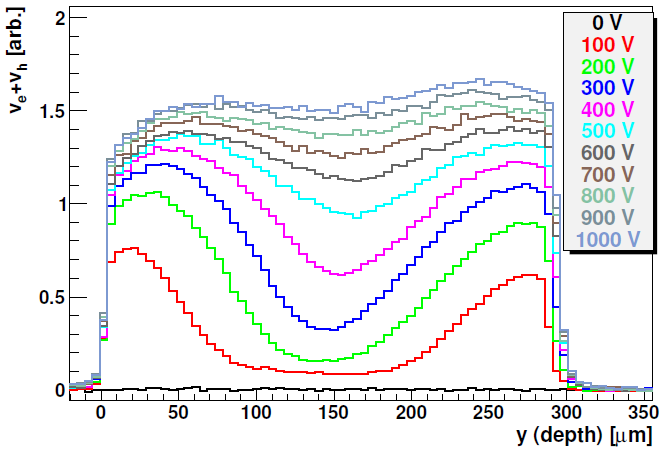 v_e+v_h [arb.]
2
1.5
1
0.5
0
0 V
100 V
200 V
300 V
400 V
500 V
600 V
700 V
800 V
900 V
1000 V
0 50 100 150 200 250 300 350
y (depth) [μm]